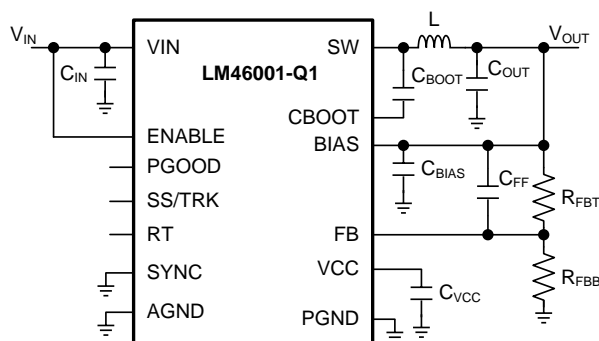 VIN
L
VOUT
VIN
SW
CIN
LM46001-Q1
CBOOT
COUT
CBOOT
ENABLE
BIAS
PGOOD
CBIAS
CFF
RFBT
SS/TRK
RT
FB
SYNC
VCC
RFBB
CVCC
AGND
PGND